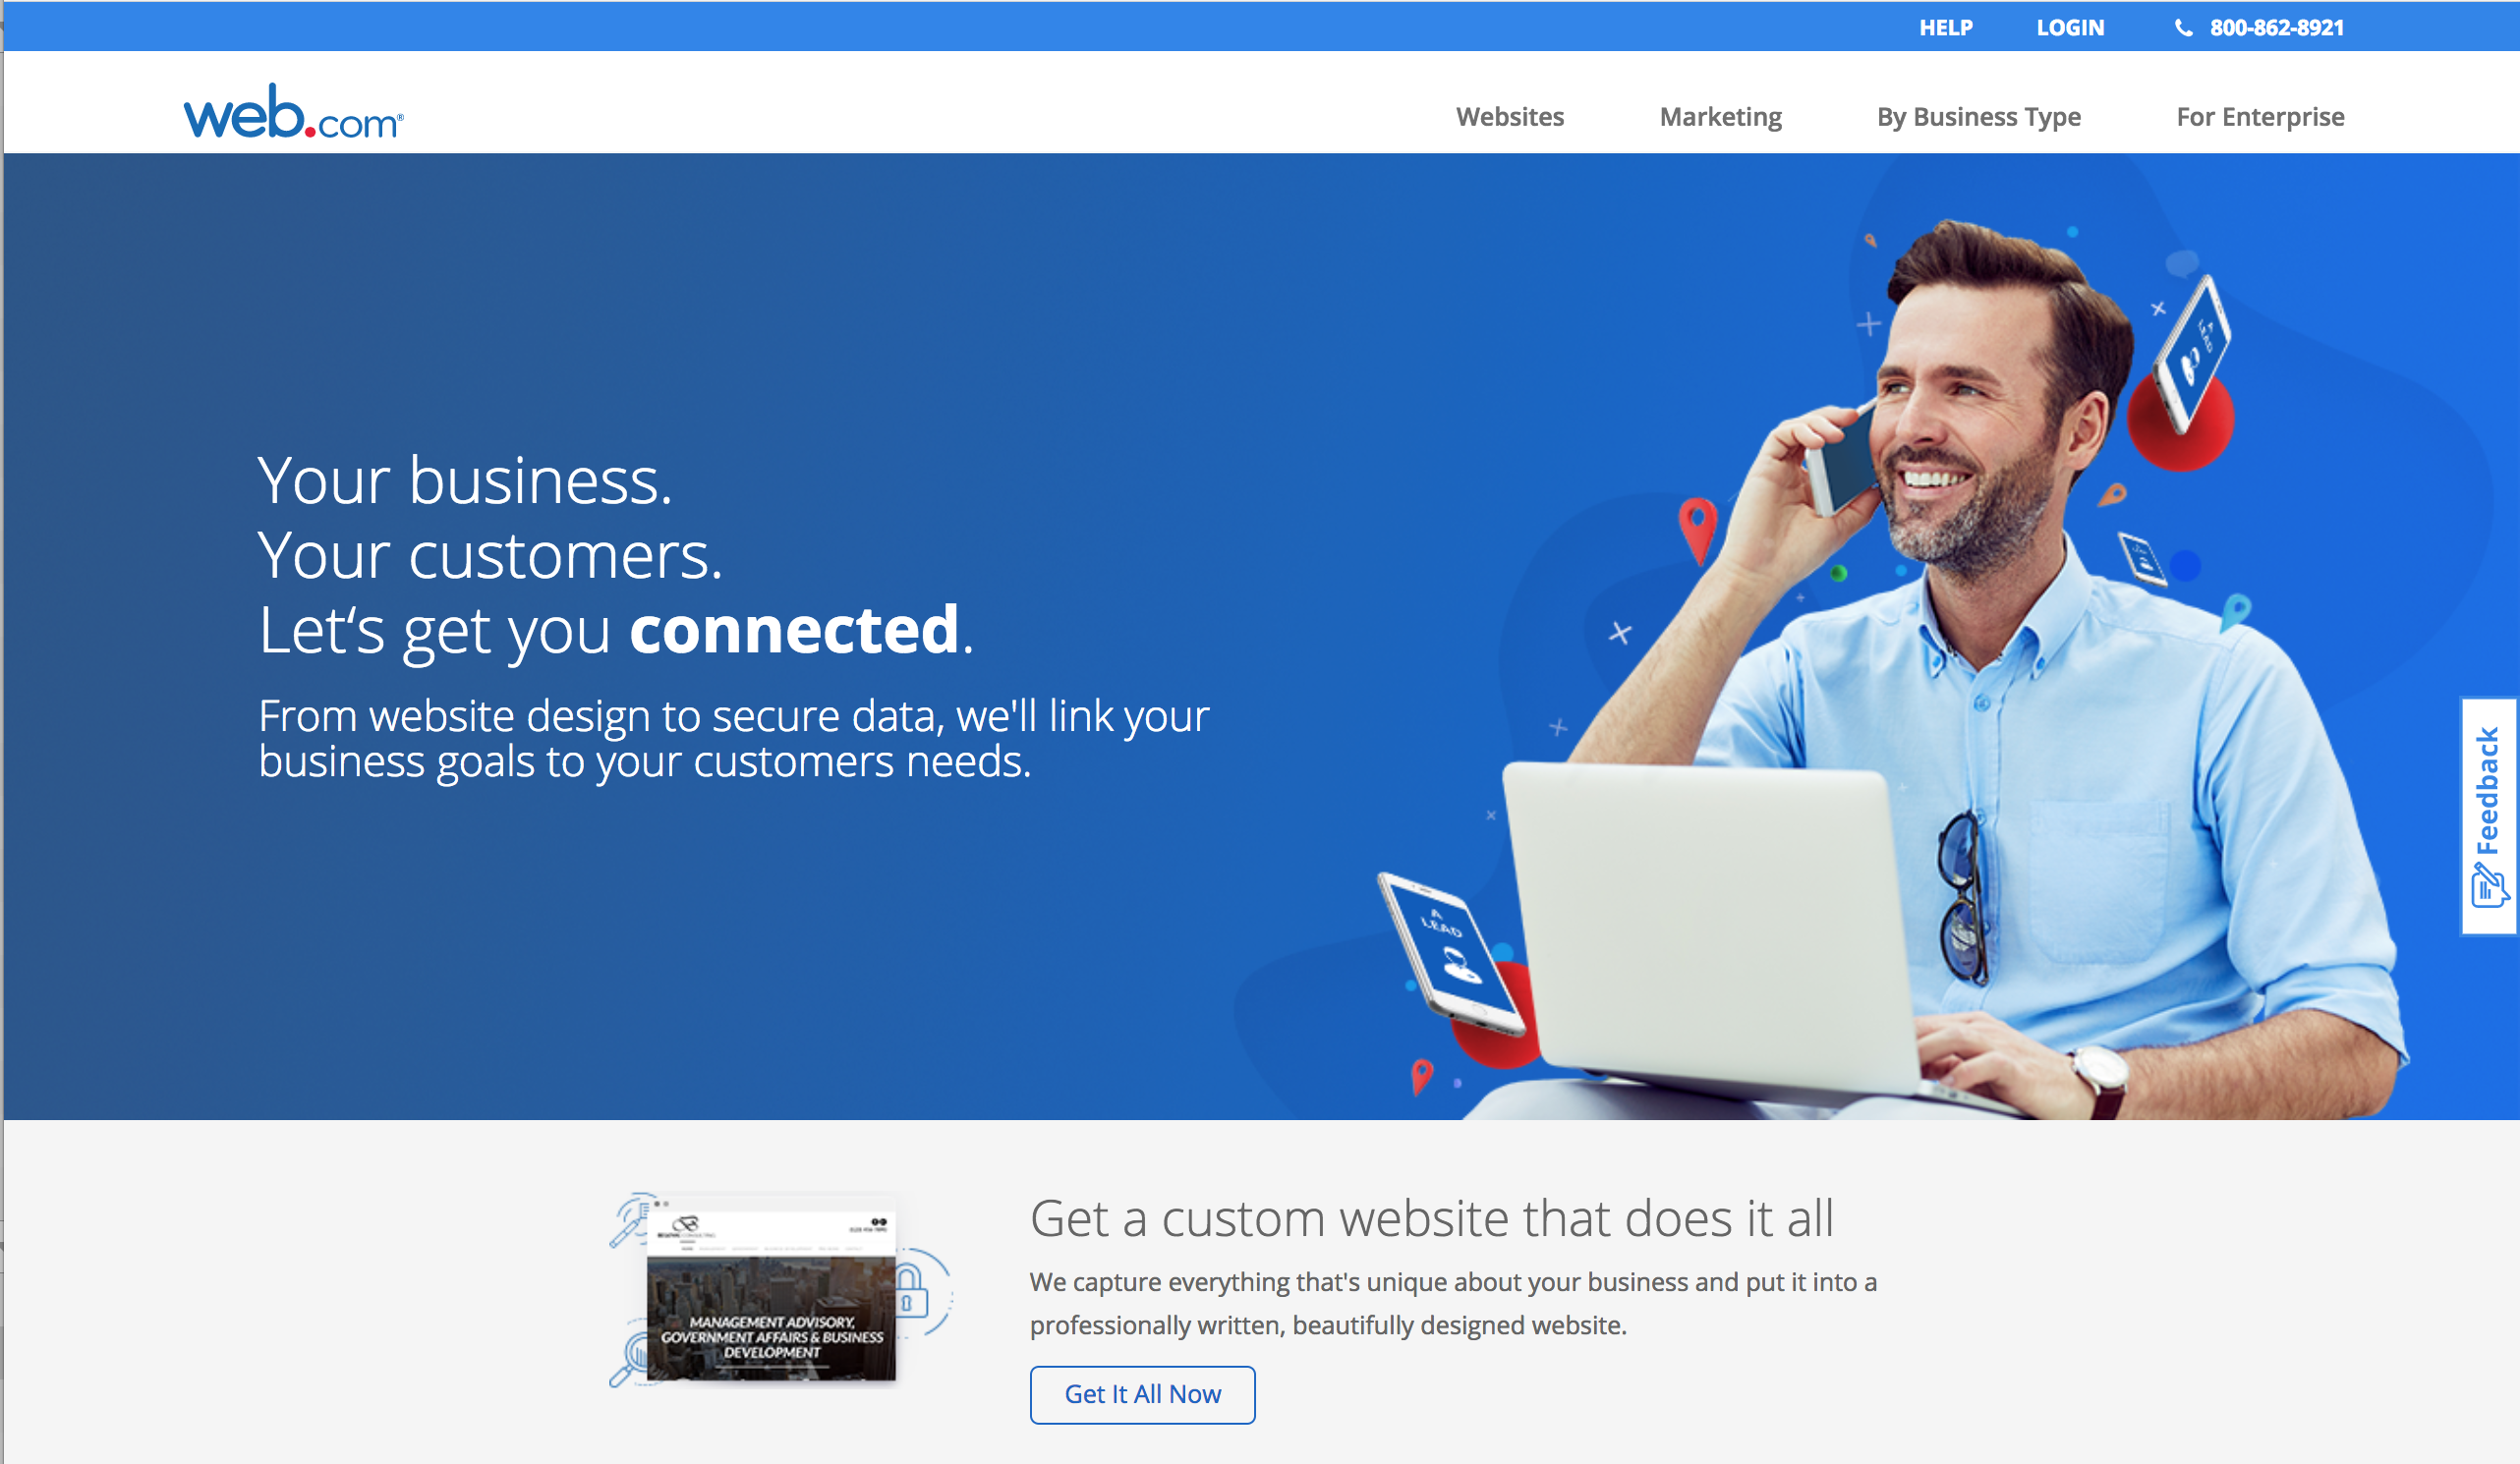 HELP LOGIN 800-862-8921
web.com®
Websites Marketing By Business Type For Enterprise
Your business.
Your customers.
Let‘s get you connected.
From website design to secure data, we'll link your
business goals to your customers needs.
A
LEAD
A
LEAD
Feedback
Get a custom website that does it all
We capture everything that's unique about your business and put it into a
professionally written, beautifully designed website.
Get It All Now
MANAGEMENT ADVISORY,
GOVERNMENT AFFAIRS & BUSINESS
DEVELOPMENT